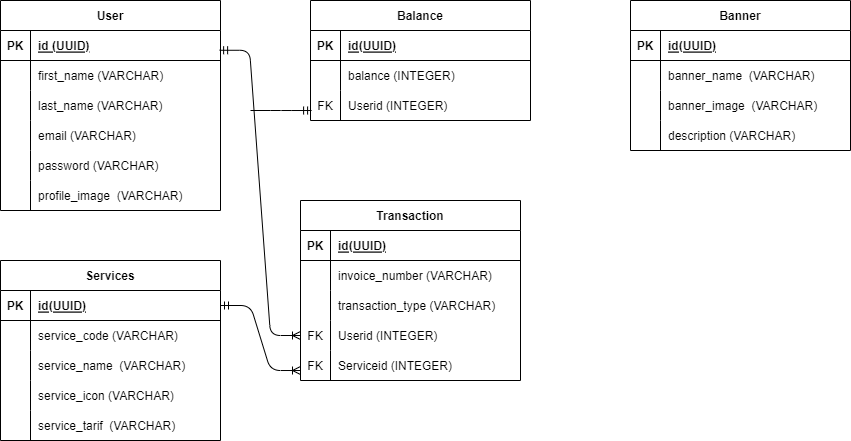 User
PK id (UUID)
first_name (VARCHAR)
last_name (VARCHAR)
email (VARCHAR)
password (VARCHAR)
profile_image  (VARCHAR)
Balance
PK id(UUID)
balance (INTEGER)
FK Userid (INTEGER)
Banner
PK id(UUID)
banner_name  (VARCHAR)
banner_image  (VARCHAR)
description (VARCHAR)
Services
PK id(UUID)
service_code (VARCHAR)
service_name  (VARCHAR)
service_icon (VARCHAR)
service_tarif  (VARCHAR)
Transaction
PK id(UUID)
invoice_number (VARCHAR)
transaction_type (VARCHAR)
FK Userid (INTEGER)
FK Serviceid (INTEGER)